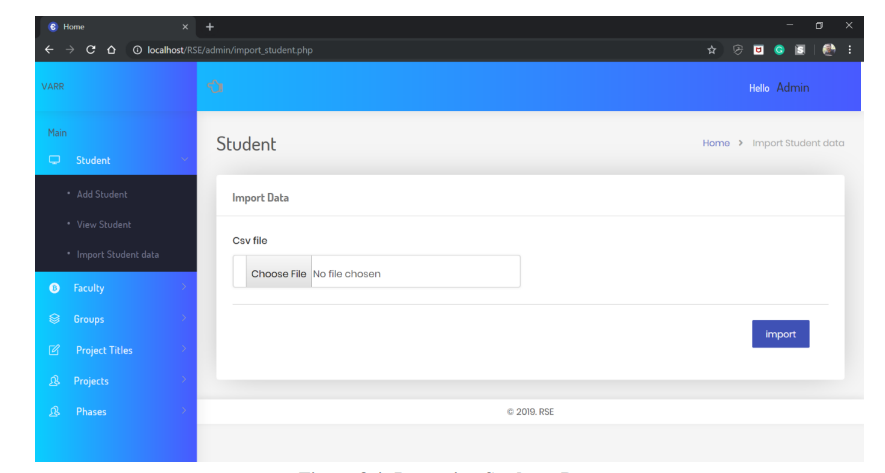 Home
localhost/RSE/admin/import_student.php
VARR
Hello Admin
Main
Student
Add Student
View Student
Import Student data
Faculty
Groups
Project Titles
Projects
Phases
Student
Home > Import Student data
Import Data
Csv file
Choose File No file chosen
import
© 2019. RSE